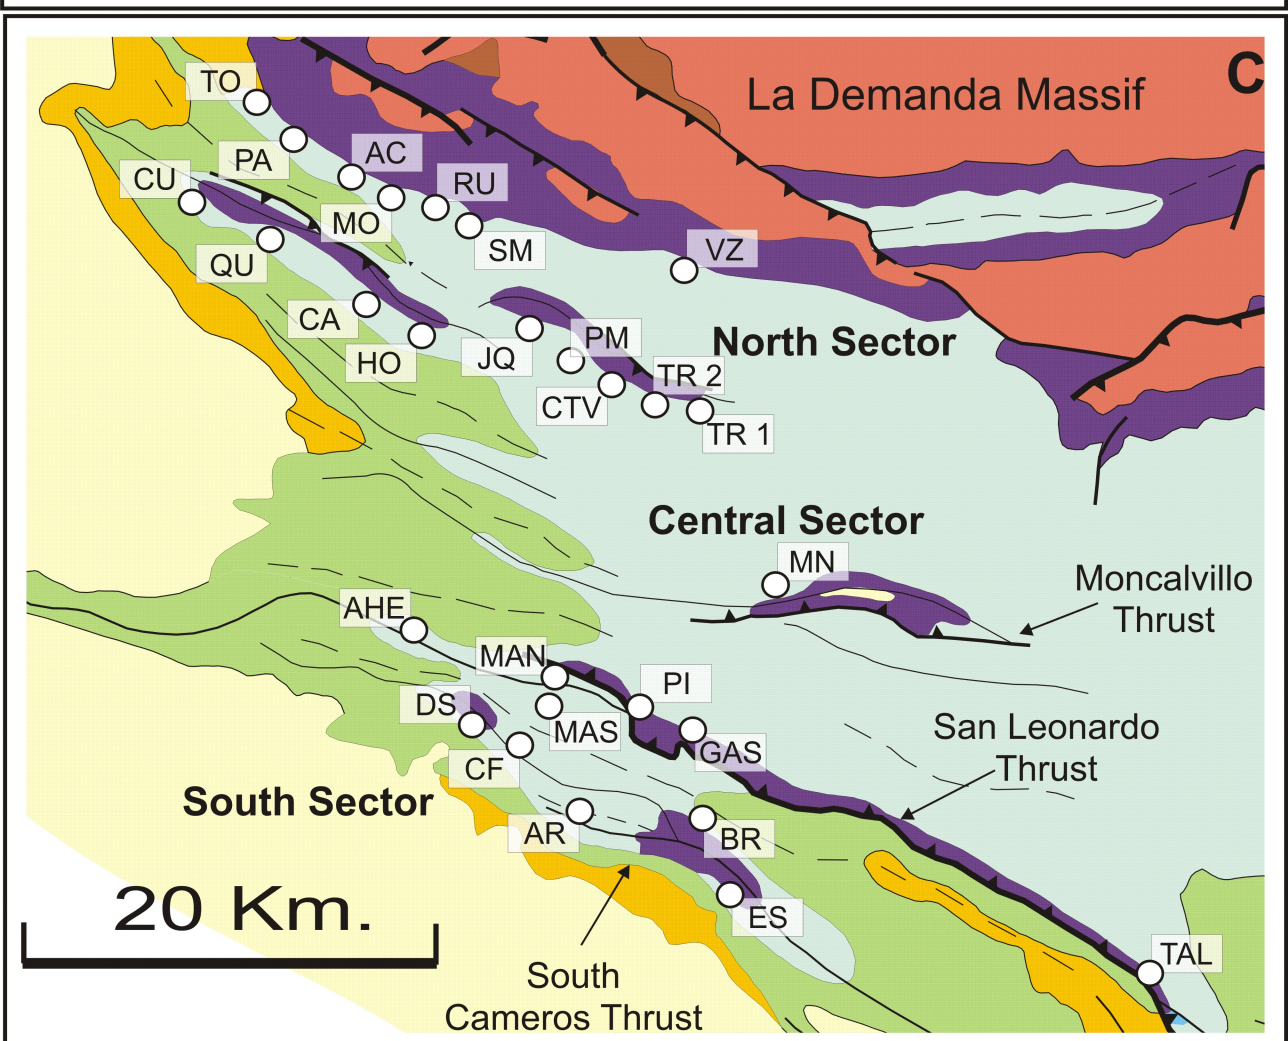 C
La Demanda Massif
TO
PA
AC
CU
RU
MO
SM
VZ
QU
CA
HO
JQ
PM
North Sector
TR 2
CTV
TR 1
Central Sector
MN
Moncalvillo
Thrust
AHE
MAN
PI
DS
MAS
GAS
San Leonardo
Thrust
CF
South Sector
AR
BR
20 Km.
ES
TAL
South
Cameros Thrust